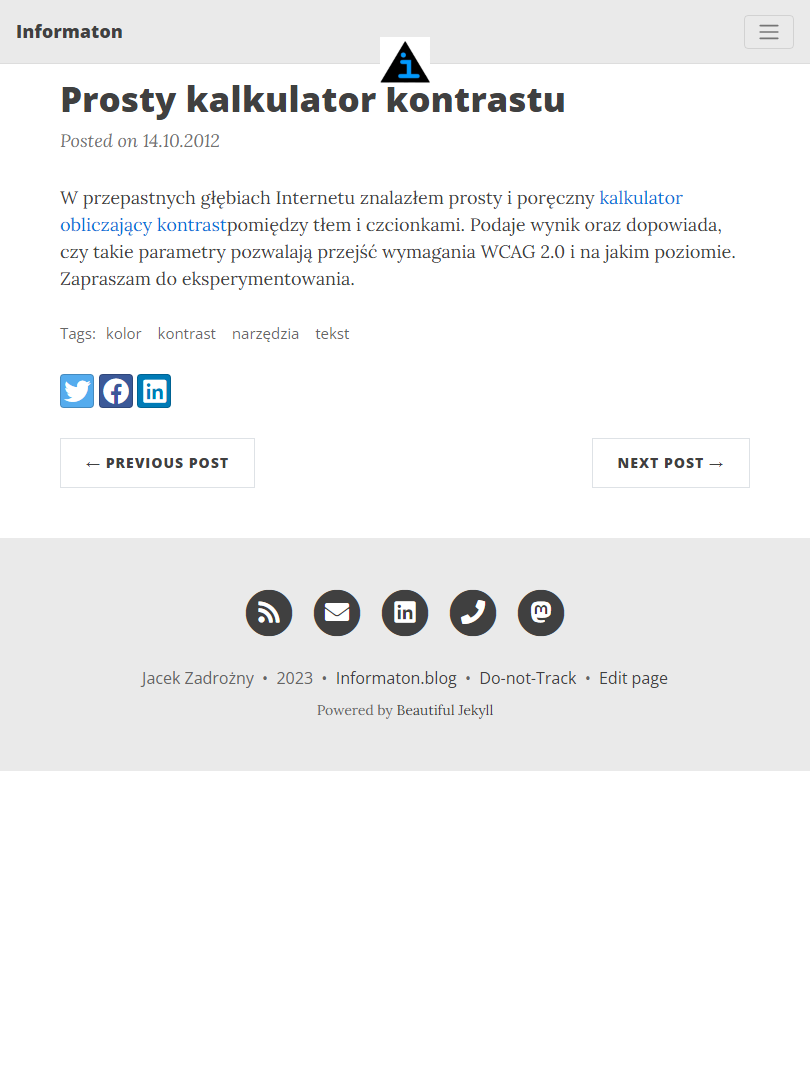 Informaton
i
Prosty kalkulator kontrastu
Posted on 14.10.2012
W przepastnych głębiach Internetu znalazłem prosty i poręczny kalkulator
obliczający kontrastpomiędzy tłem i czcionkami. Podaje wynik oraz dopowiada,
czy takie parametry pozwalają przejść wymagania WCAG 2.0 i na jakim poziomie.
Zapraszam do eksperymentowania.
Tags: kolor kontrast narzędzia tekst
← PREVIOUS POST
NEXT POST →
Jacek Zadrożny • 2023 • Informaton.blog • Do-not-Track • Edit page
Powered by Beautiful Jekyll